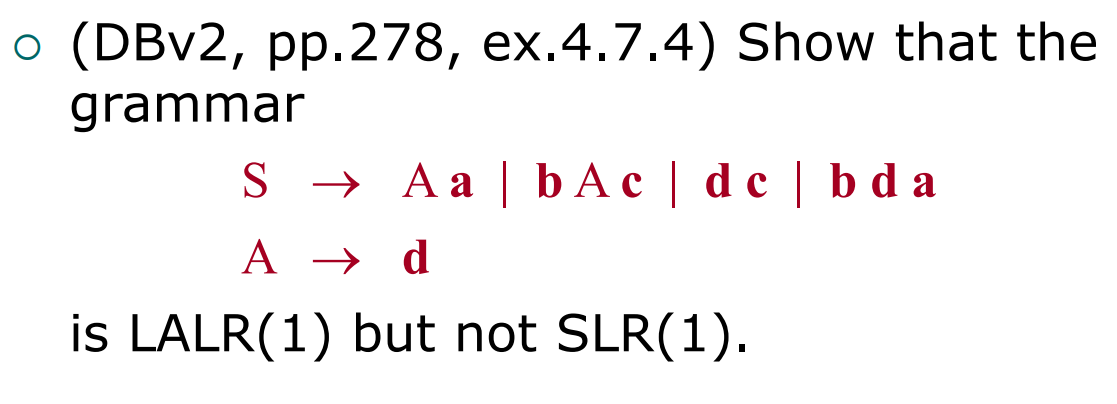 ○ (DBv2, pp.278, ex.4.7.4) Show that the
grammar
S → A a | b A c | d c | b d a
A → d
is LALR(1) but not SLR(1).